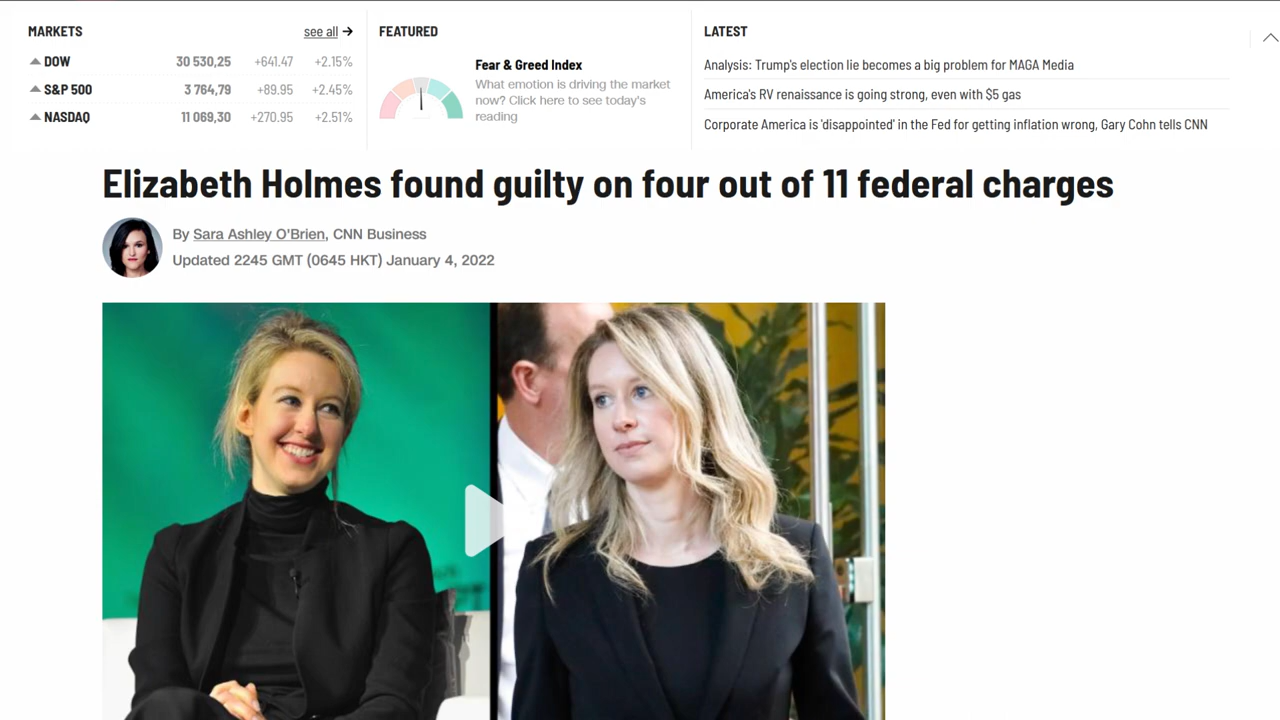 MARKETS
see all →
DOW 30 530,25 +641.47 +2.15%
S&P 500 3 764,79 +89.95 +2.45%
NASDAQ 11 069,30 +270.95 +2.51%
FEATURED
Fear & Greed Index
What emotion is driving the market
now? Click here to see today's
reading
LATEST
Analysis: Trump's election lie becomes a big problem for MAGA Media
America's RV renaissance is going strong, even with $5 gas
Corporate America is 'disappointed' in the Fed for getting inflation wrong, Gary Cohn tells CNN
Elizabeth Holmes found guilty on four out of 11 federal charges
By Sara Ashley O'Brien, CNN Business
Updated 2245 GMT (0645 HKT) January 4, 2022